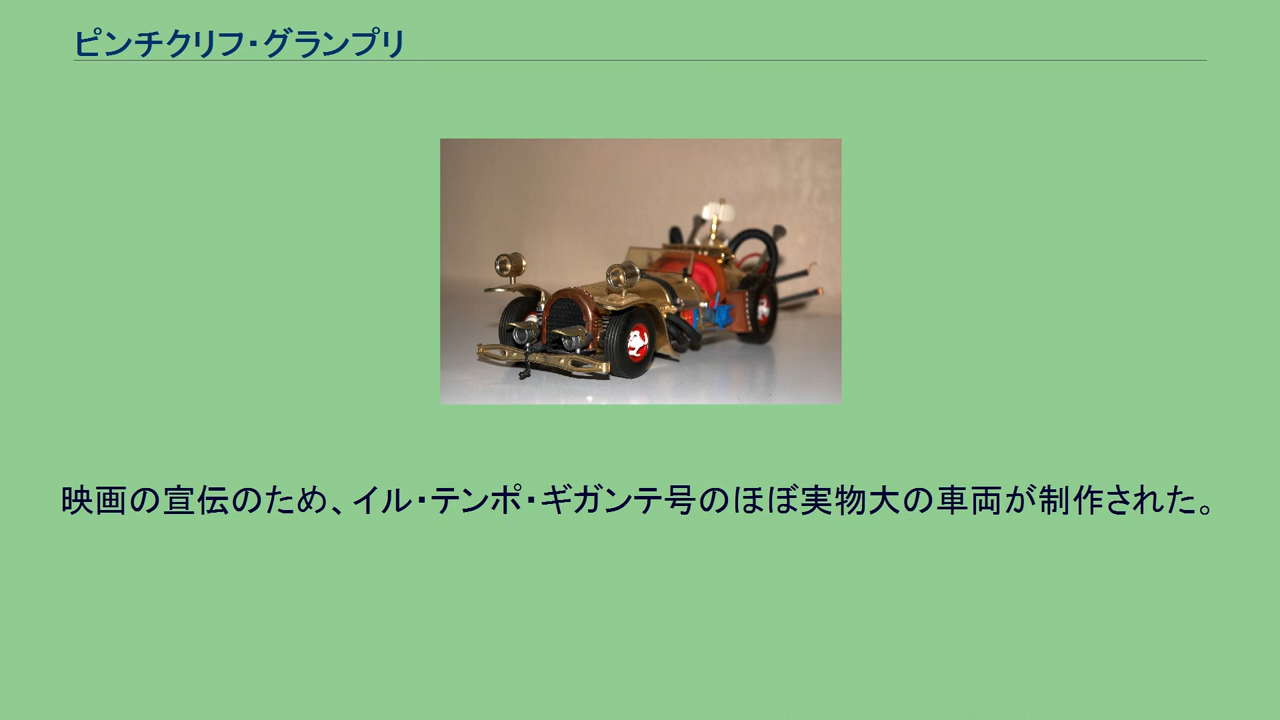 ピンチクリフ・グランプリ
映画の宣伝のため、イル・テンポ・ギガンテ号のほぼ実物大の車両が制作された。